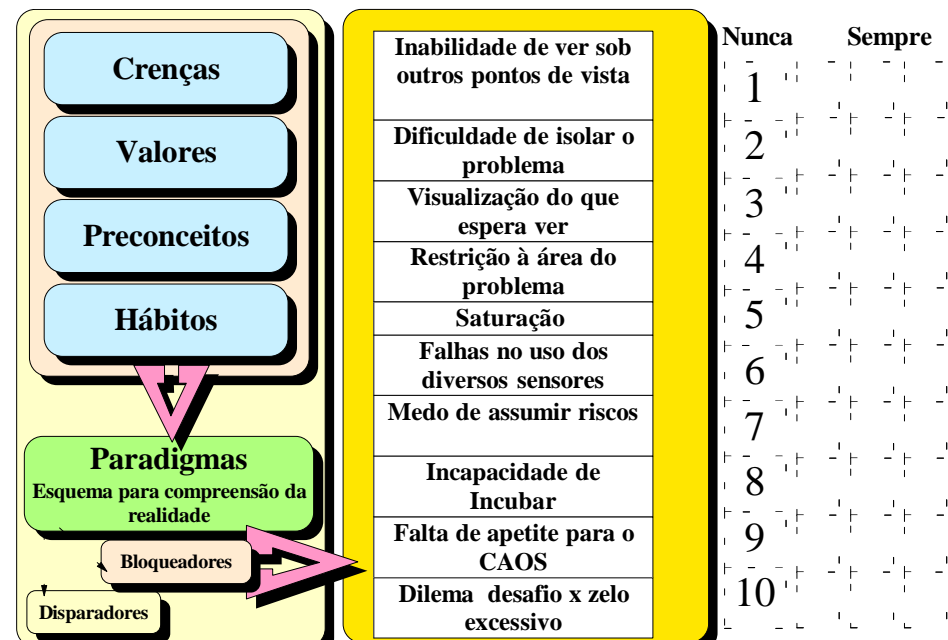 Crenças
Valores
Preconceitos
Hábitos
Paradigmas
Esquema para compreensão da
realidade
Bloqueadores
Disparadores
Inabilidade de ver sob
outros pontos de vista
Dificuldade de isolar o
problema
Visualização do que
espera ver
Restrição à área do
problema
Saturação
Falhas no uso dos
diversos sensores
Medo de assumir riscos
Incapacidade de
Incubar
Falta de apetite para o
CAOS
Dilema desafio x zelo
excessivo
Nunca Sempre
1
2
3
4
5
6
7
8
9
10